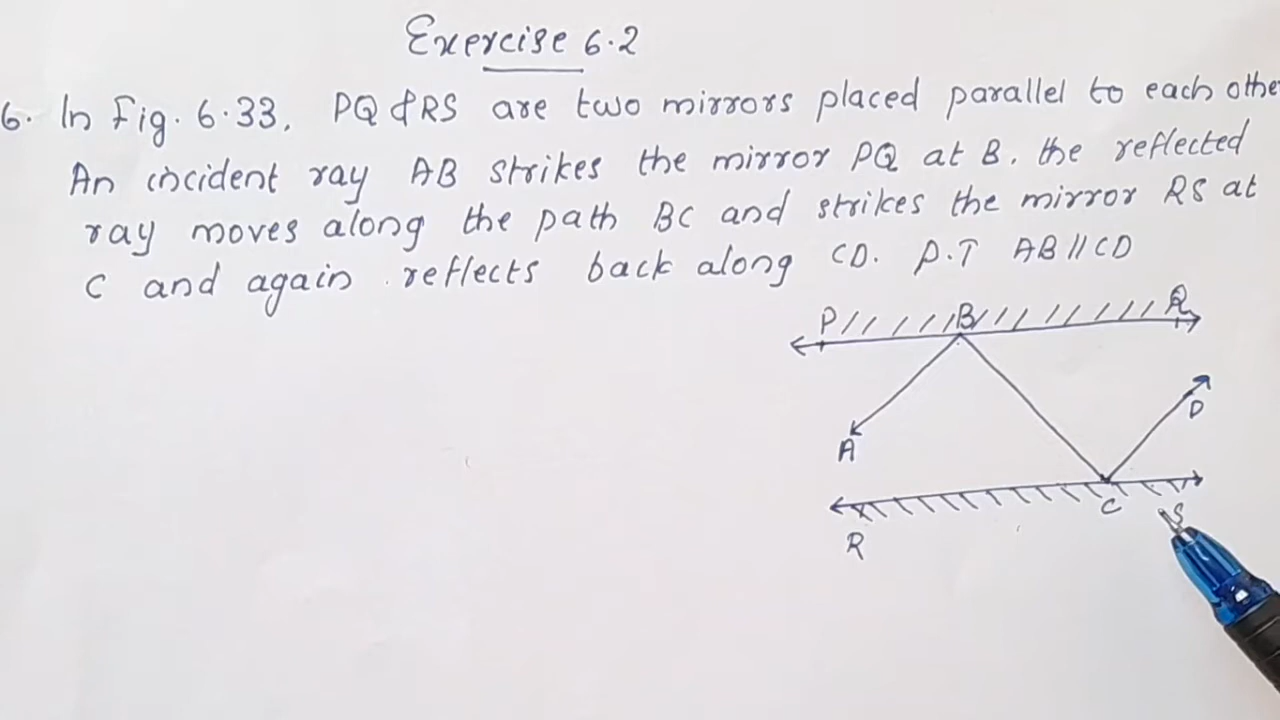 Exercise 6.2
6. In Fig. 6.33, PQ & RS are two mirrors placed parallel to each othe
An incident ray AB strikes the mirror PQ at B. the reflected
ray moves along the path BC and strikes the mirror RS at
C and again reflects back along CD. P.T AB // CD
P B Q
D
A
C S
R